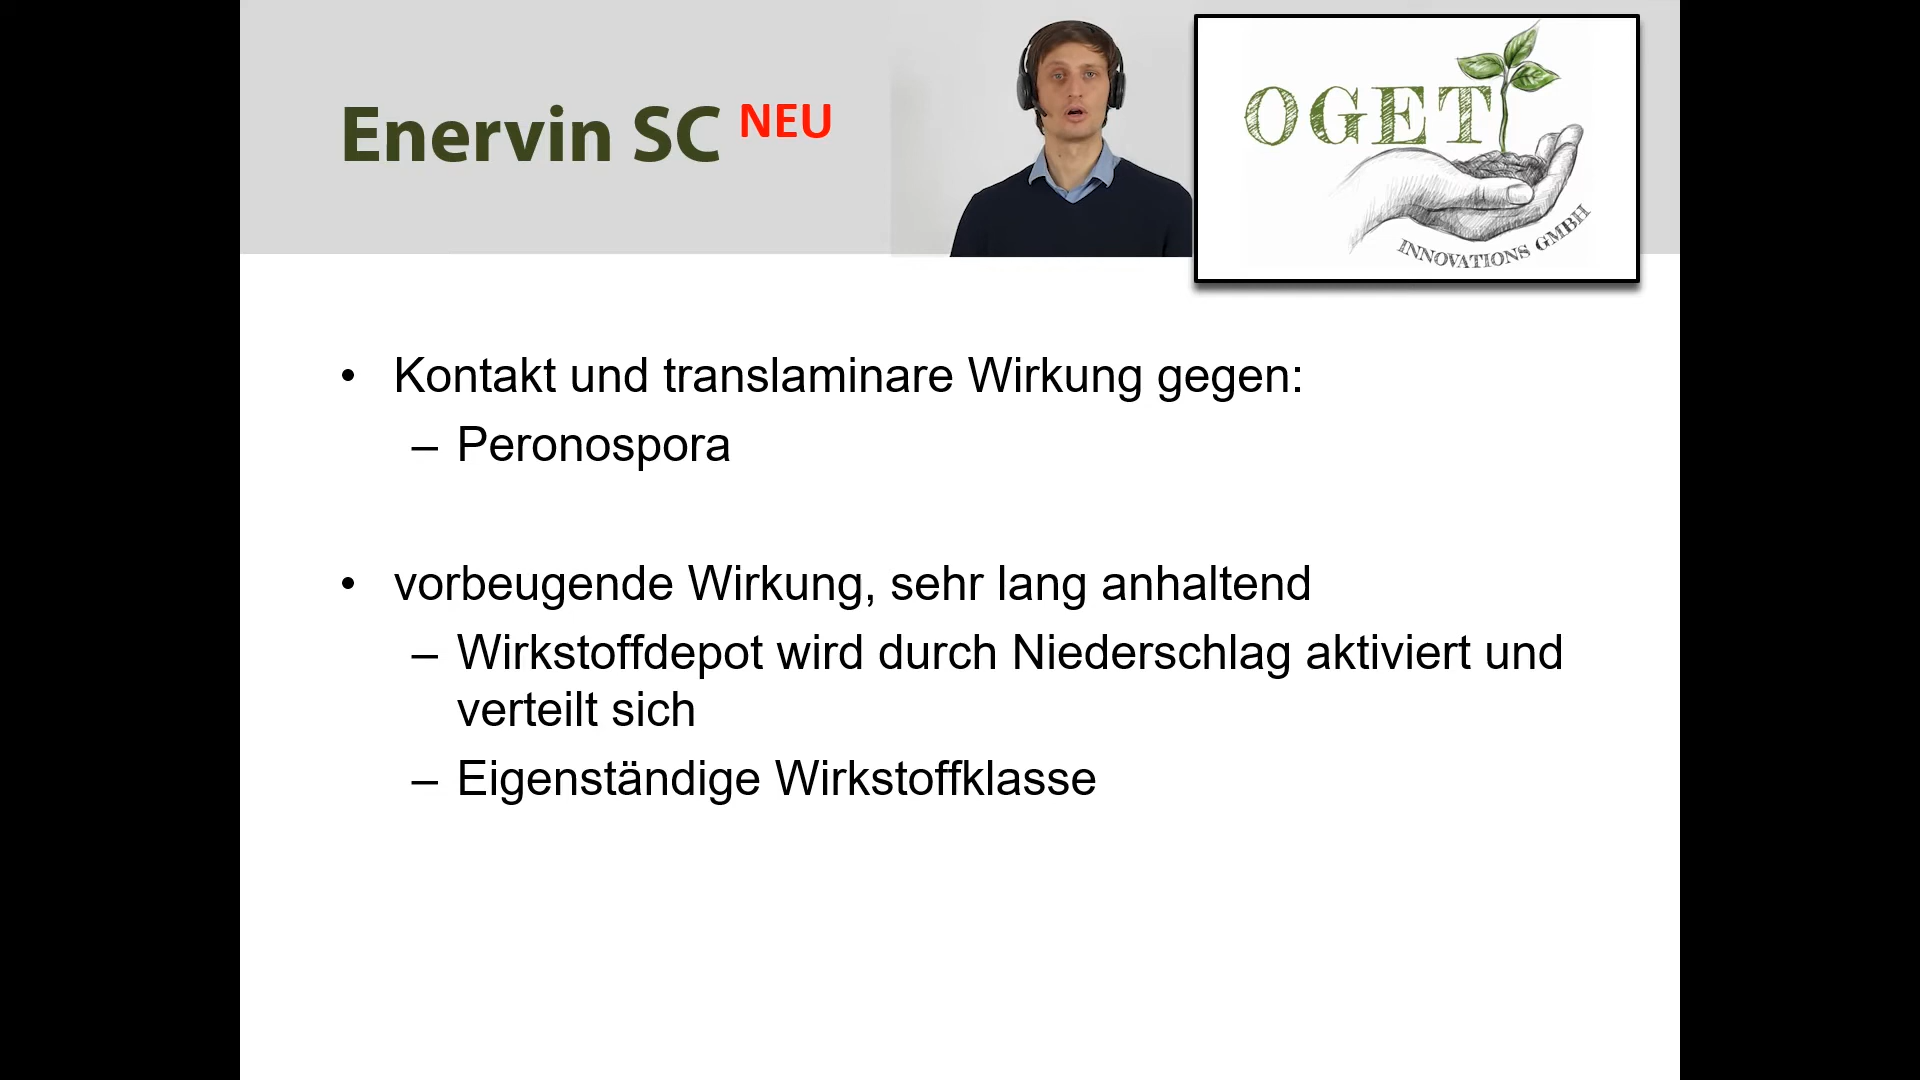 Enervin SC NEU
OGET
INNOVATIONS GMBH
• Kontakt und translaminare Wirkung gegen:
– Peronospora
• vorbeugende Wirkung, sehr lang anhaltend
– Wirkstoffdepot wird durch Niederschlag aktiviert und
verteilt sich
– Eigenständige Wirkstoffklasse